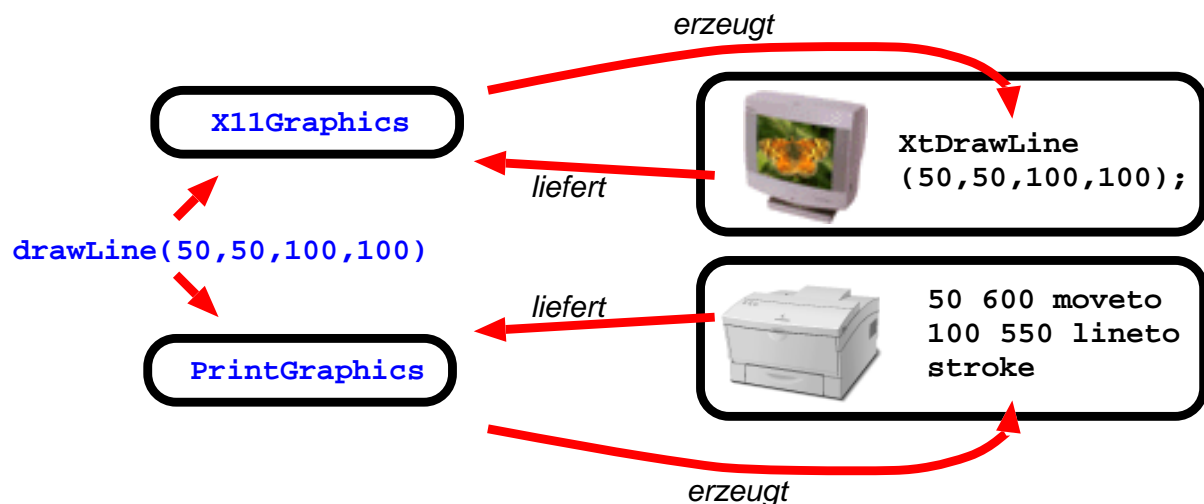 erzeugt
X11Graphics
XtDrawLine
(50,50,100,100);
liefert
drawLine(50,50,100,100)
liefert
50 600 moveto
100 550 lineto
stroke
PrintGraphics
erzeugt